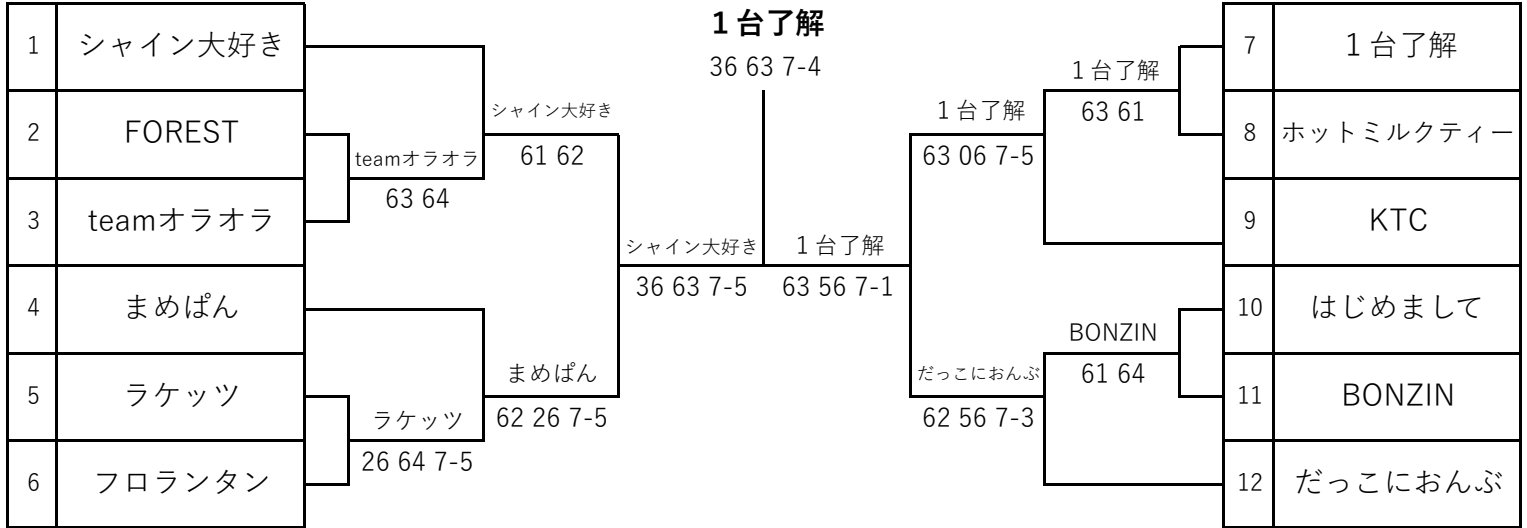 １台了解
36 63 7-4
1 シャイン大好き
2 FOREST
3 teamオラオラ
4 まめぱん
5 ラケッツ
6 フロランタン
teamオラオラ
63 64
ラケッツ
26 64 7-5
シャイン大好き
61 62
まめぱん
62 26 7-5
シャイン大好き
36 63 7-5
１台了解
63 56 7-1
１台了解
63 06 7-5
だっこにおんぶ
62 56 7-3
１台了解
63 61
BONZIN
61 64
7 １台了解
8 ホットミルクティー
9 KTC
10 はじめまして
11 BONZIN
12 だっこにおんぶ